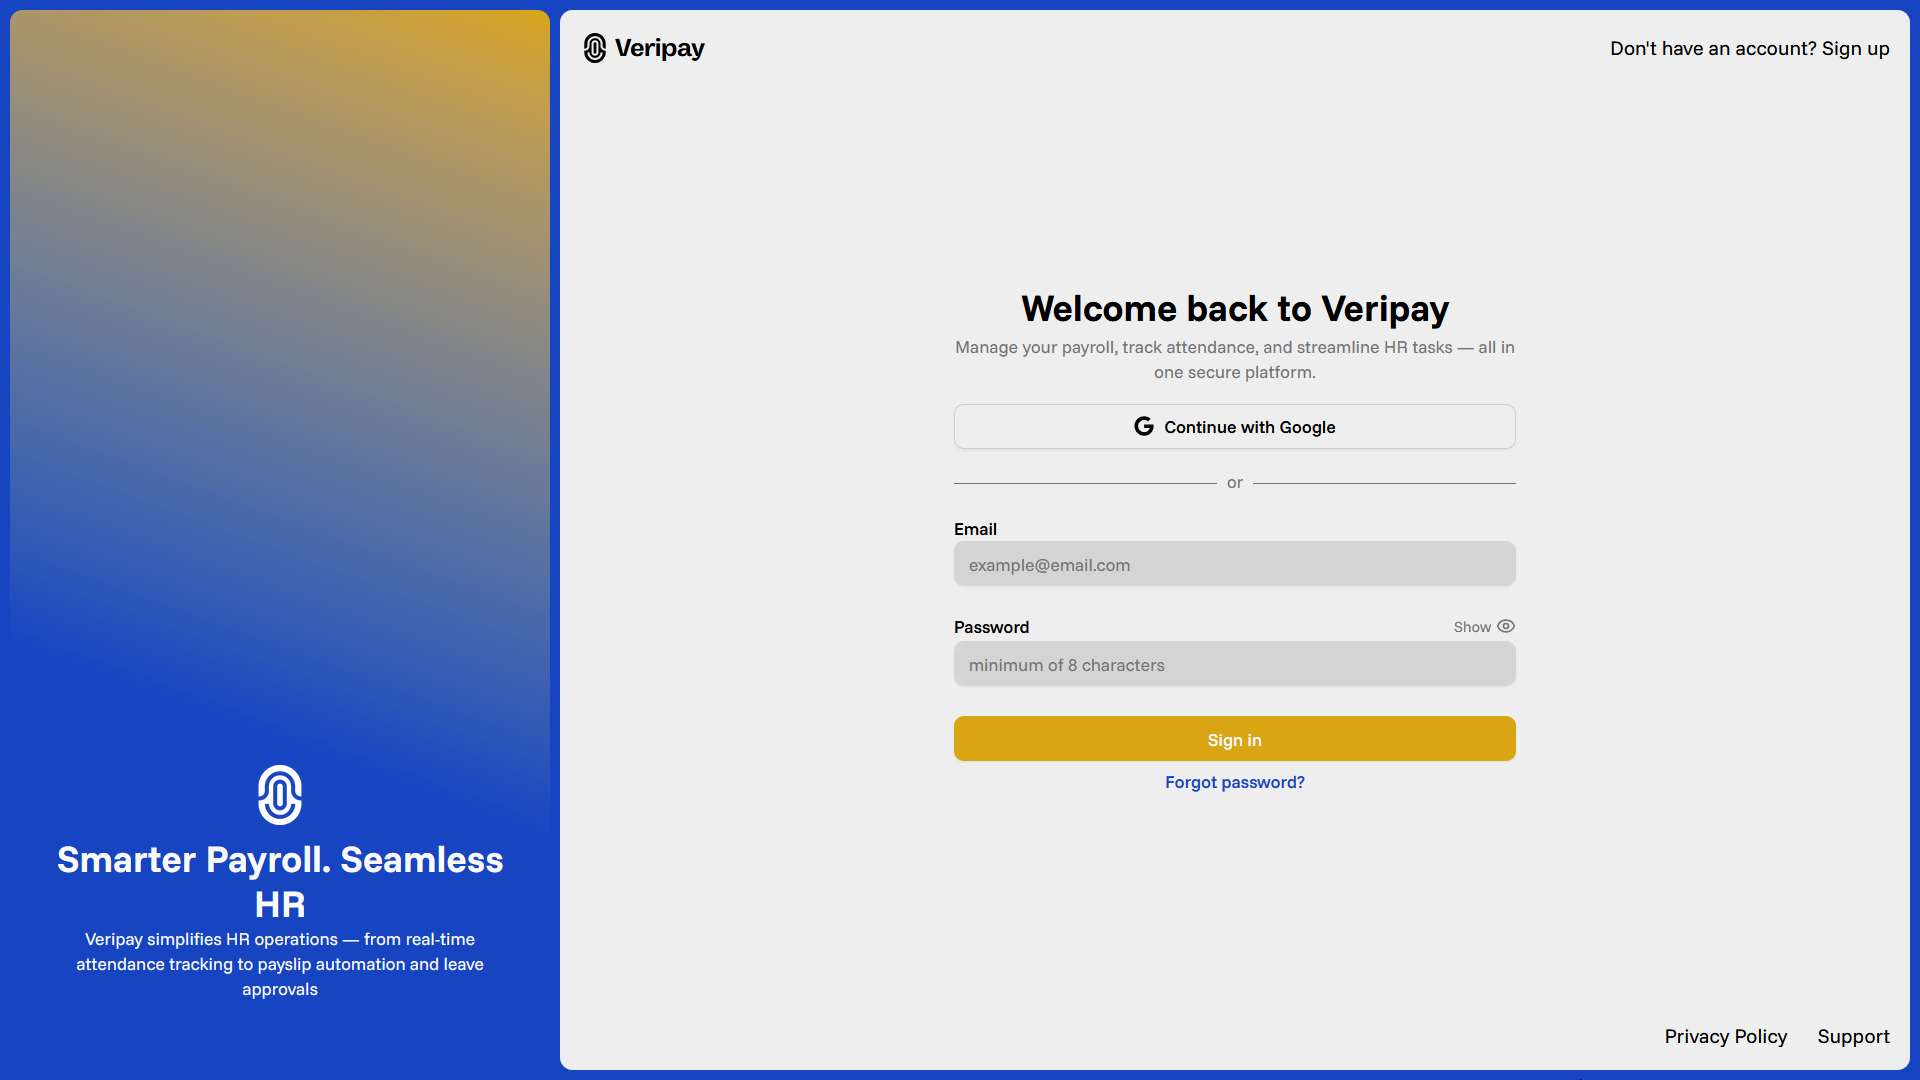 Veripay
Don't have an account? Sign up
Welcome back to Veripay
Manage your payroll, track attendance, and streamline HR tasks — all in
one secure platform.
Continue with Google
or
Email
example@email.com
Password
Show
minimum of 8 characters
Sign in
Forgot password?
Smarter Payroll. Seamless
HR
Veripay simplifies HR operations — from real-time
attendance tracking to payslip automation and leave
approvals
Privacy Policy
Support